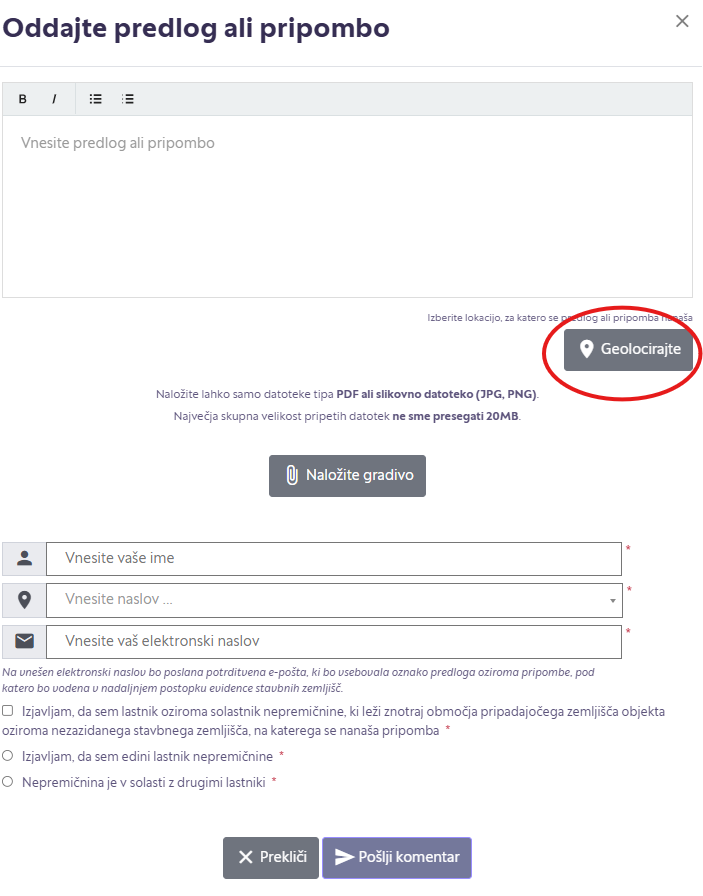 Oddajte predlog ali pripombo
B I
Vnesite predlog ali pripombo
Izberite lokacijo, za katero se predlog ali pripomba nanaša
Geolocirajte
Naložite lahko samo datoteke tipa PDF ali slikovno datoteko (JPG, PNG).
Največja skupna velikost pripetih datotek ne sme presegati 20MB.
Naložite gradivo
Vnesite vaše ime *
Vnesite naslov ... *
Vnesite vaš elektronski naslov *
Na vnešen elektronski naslov bo poslana potrditvena e-pošta, ki bo vsebovala oznako predloga oziroma pripombe, pod
katero bo vodena v nadaljnjem postopku evidence stavbnih zemljišč.
Izjavljam, da sem lastnik oziroma solastnik nepremičnine, ki leži znotraj območja pripadajočega zemljišča objekta
oziroma nezazidanega stavbnega zemljišča, na katerega se nanaša pripomba *
Izjavljam, da sem edini lastnik nepremičnine *
Nepremičnina je v solasti z drugimi lastniki *
Prekliči Pošlji komentar